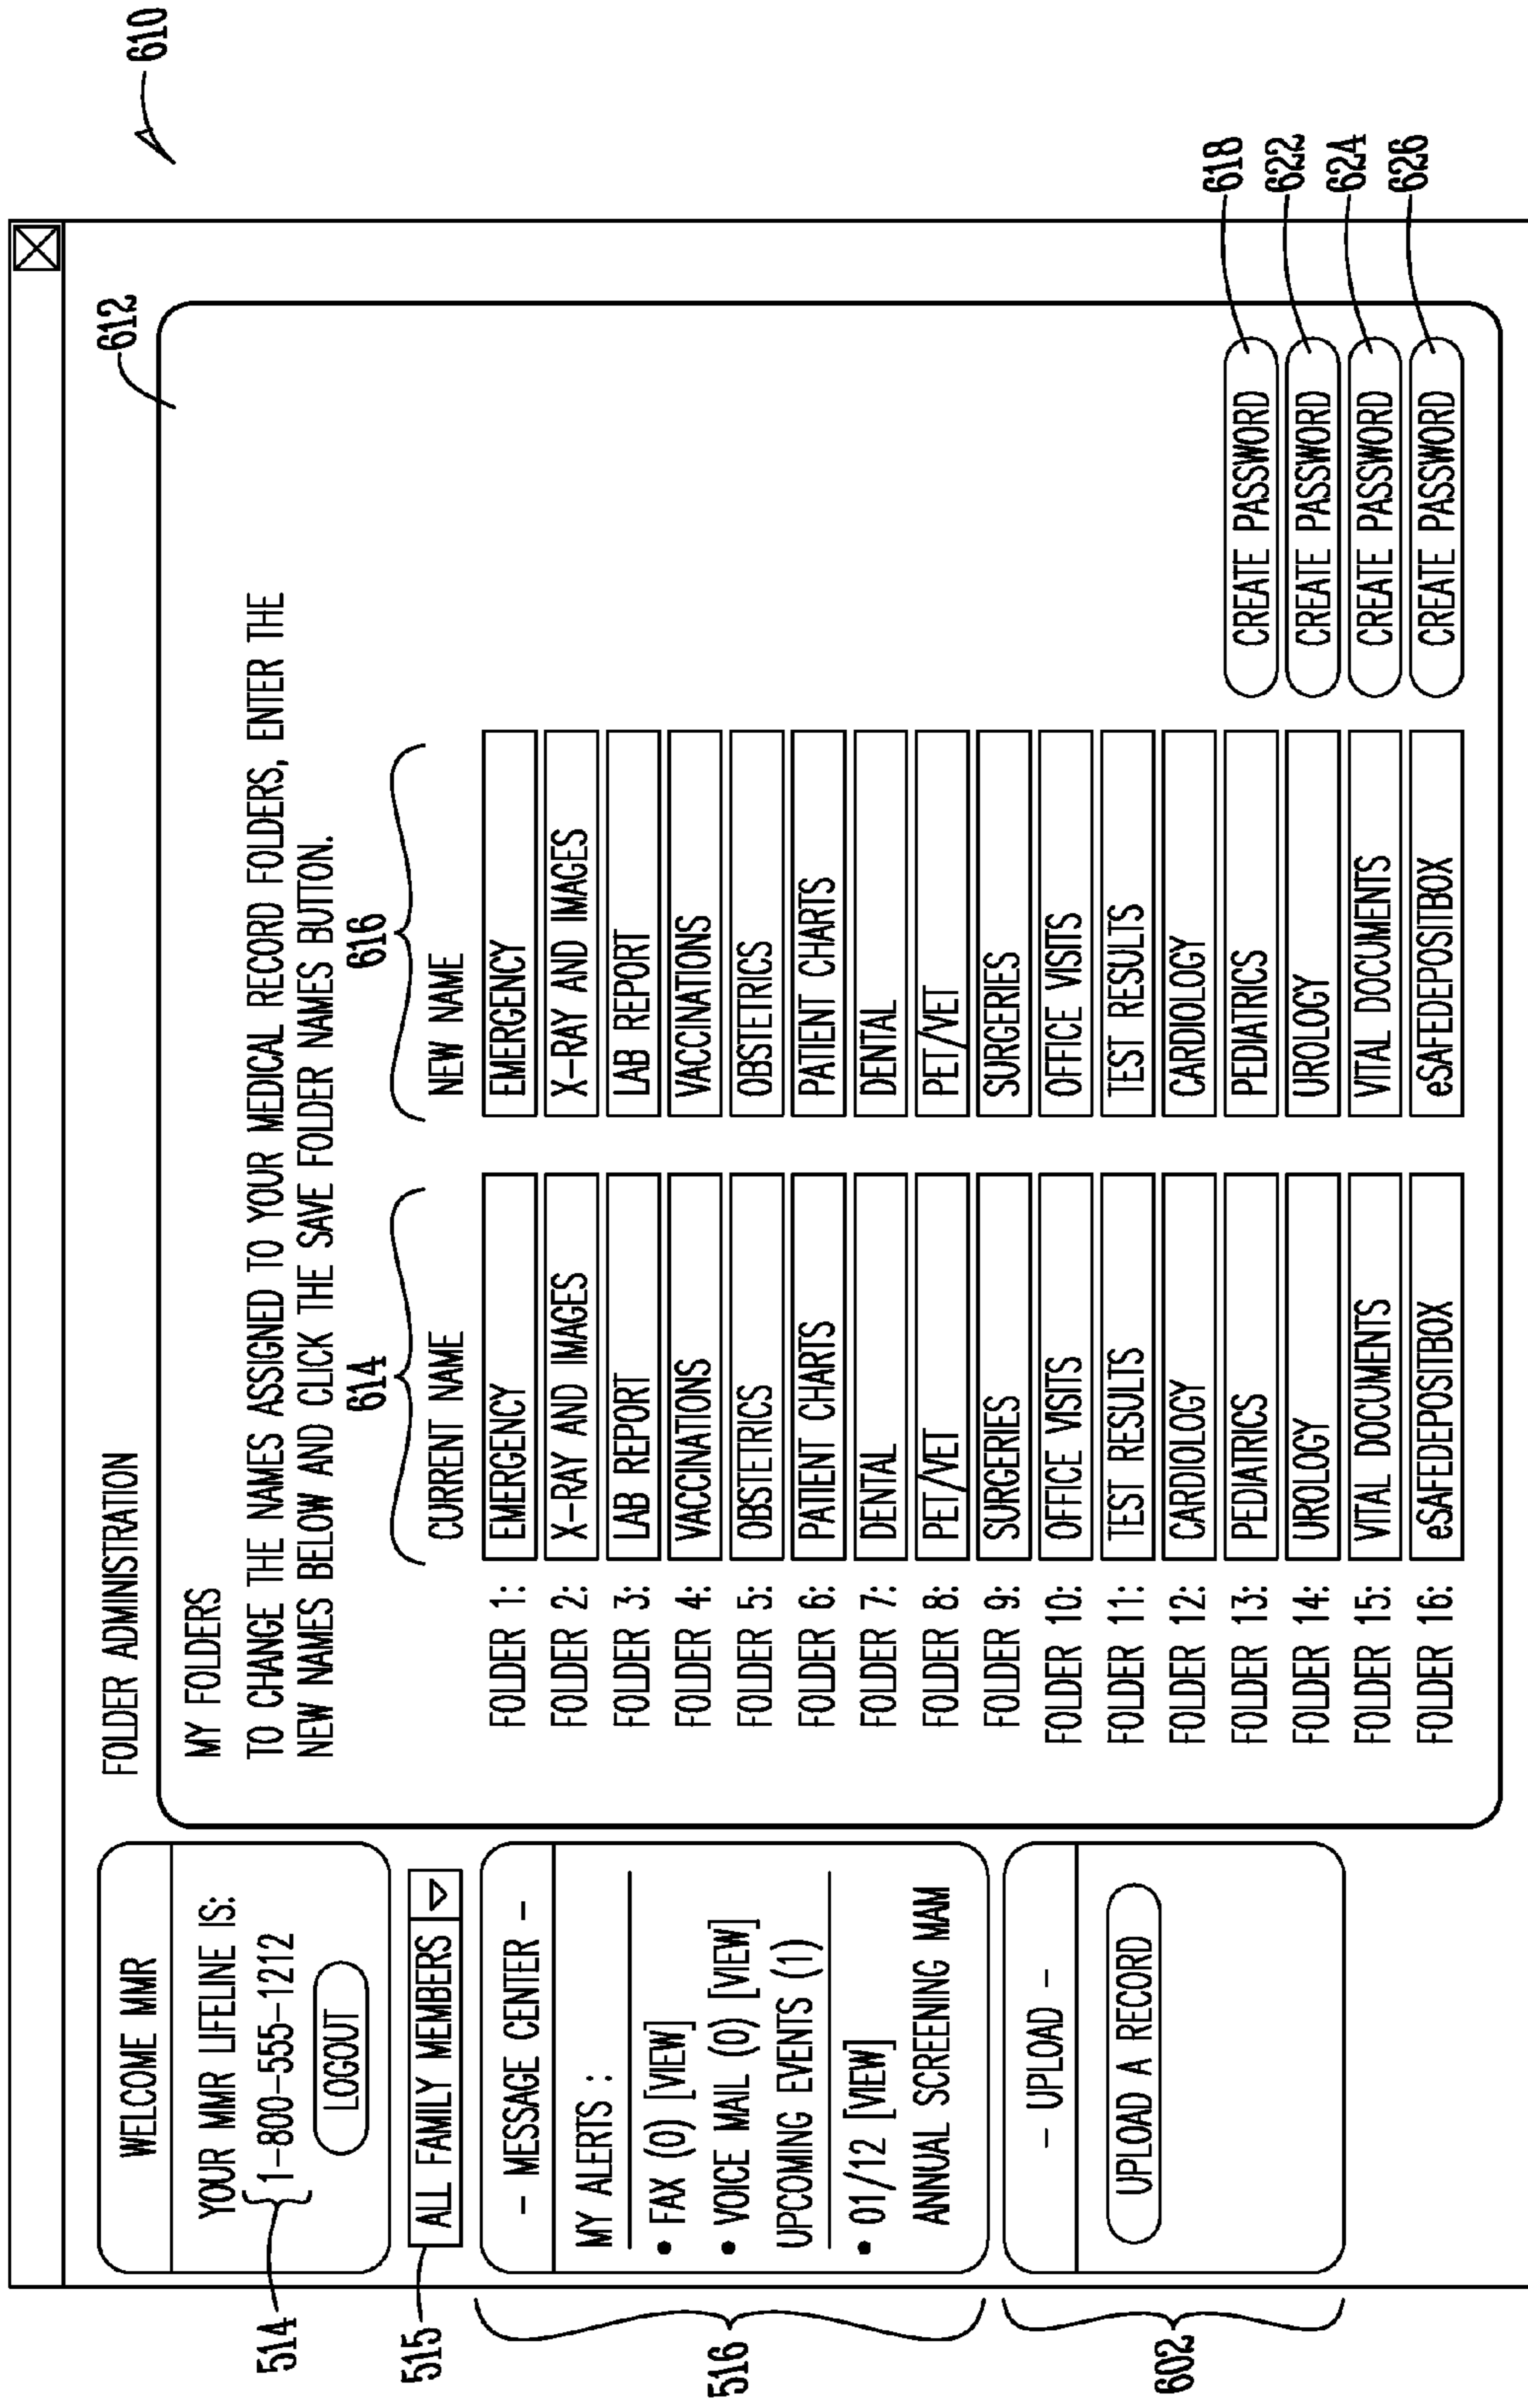 610
WELCOME MMR
YOUR MMR LIFELINE IS:
1-800-555-1212
LOGOUT
514
ALL FAMILY MEMBERS
515
- MESSAGE CENTER -
MY ALERTS :
• FAX (0) [VIEW]
• VOICE MAIL (0) [VIEW]
UPCOMING EVENTS (1)
• 01/12 [VIEW]
ANNUAL SCREENING MAM
516
- UPLOAD -
UPLOAD A RECORD
602
FOLDER ADMINISTRATION
612
MY FOLDERS
TO CHANGE THE NAMES ASSIGNED TO YOUR MEDICAL RECORD FOLDERS, ENTER THE
NEW NAMES BELOW AND CLICK THE SAVE FOLDER NAMES BUTTON.
614 616
CURRENT NAME NEW NAME
FOLDER 1: EMERGENCY EMERGENCY
FOLDER 2: X-RAY AND IMAGES X-RAY AND IMAGES
FOLDER 3: LAB REPORT LAB REPORT
FOLDER 4: VACCINATIONS VACCINATIONS
FOLDER 5: OBSTETRICS OBSTETRICS
FOLDER 6: PATIENT CHARTS PATIENT CHARTS
FOLDER 7: DENTAL DENTAL
FOLDER 8: PET/VET PET/VET
FOLDER 9: SURGERIES SURGERIES
FOLDER 10: OFFICE VISITS OFFICE VISITS
FOLDER 11: TEST RESULTS TEST RESULTS
FOLDER 12: CARDIOLOGY CARDIOLOGY
FOLDER 13: PEDIATRICS PEDIATRICS CREATE PASSWORD 618
FOLDER 14: UROLOGY UROLOGY CREATE PASSWORD 622
FOLDER 15: VITAL DOCUMENTS VITAL DOCUMENTS CREATE PASSWORD 624
FOLDER 16: eSAFEDEPOSITBOX eSAFEDEPOSITBOX CREATE PASSWORD 626